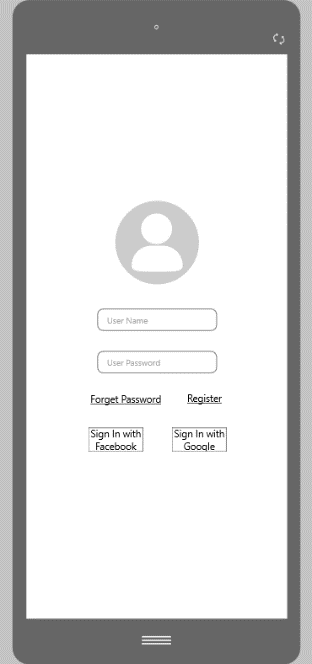 User Name
User Password
Forget Password Register
Sign In with Sign In with
Facebook Google